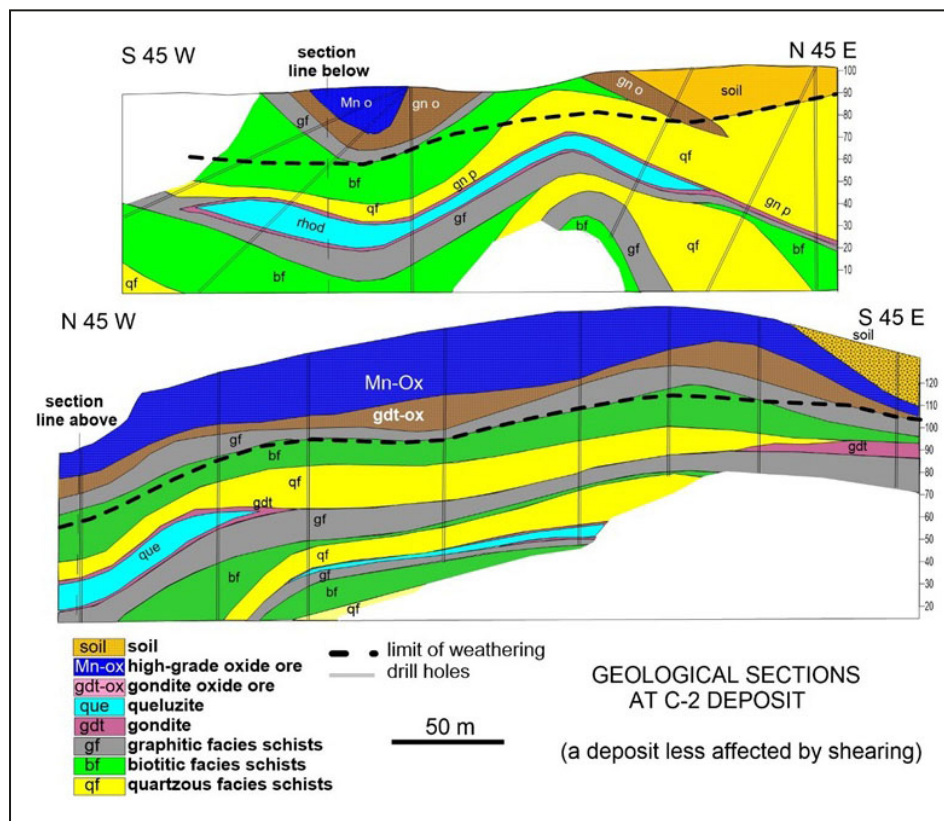 S 45 W
section
line below
N 45 E
Mn o
gn o
gn o
soil
gf
bf
qf
qn p
qf
gn p
rhod
gf
bf
bf
gf
qf
bf
qf
100
90
80
70
60
50
40
30
20
10
N 45 W
S 45 E
soil
section
line above
Mn-Ox
gdt-ox
gf
bf
qf
gdt
gdt
que
gf
qf
gf
bf
bf
qf
120
110
100
90
80
70
60
50
40
30
20
soil soil
Mn-ox high-grade oxide ore
gdt-ox gondite oxide ore
que queluzite
gdt gondite
gf graphitic facies schists
bf biotitic facies schists
qf quartzous facies schists
limit of weathering
drill holes
50 m
GEOLOGICAL SECTIONS
AT C-2 DEPOSIT
(a deposit less affected by shearing)